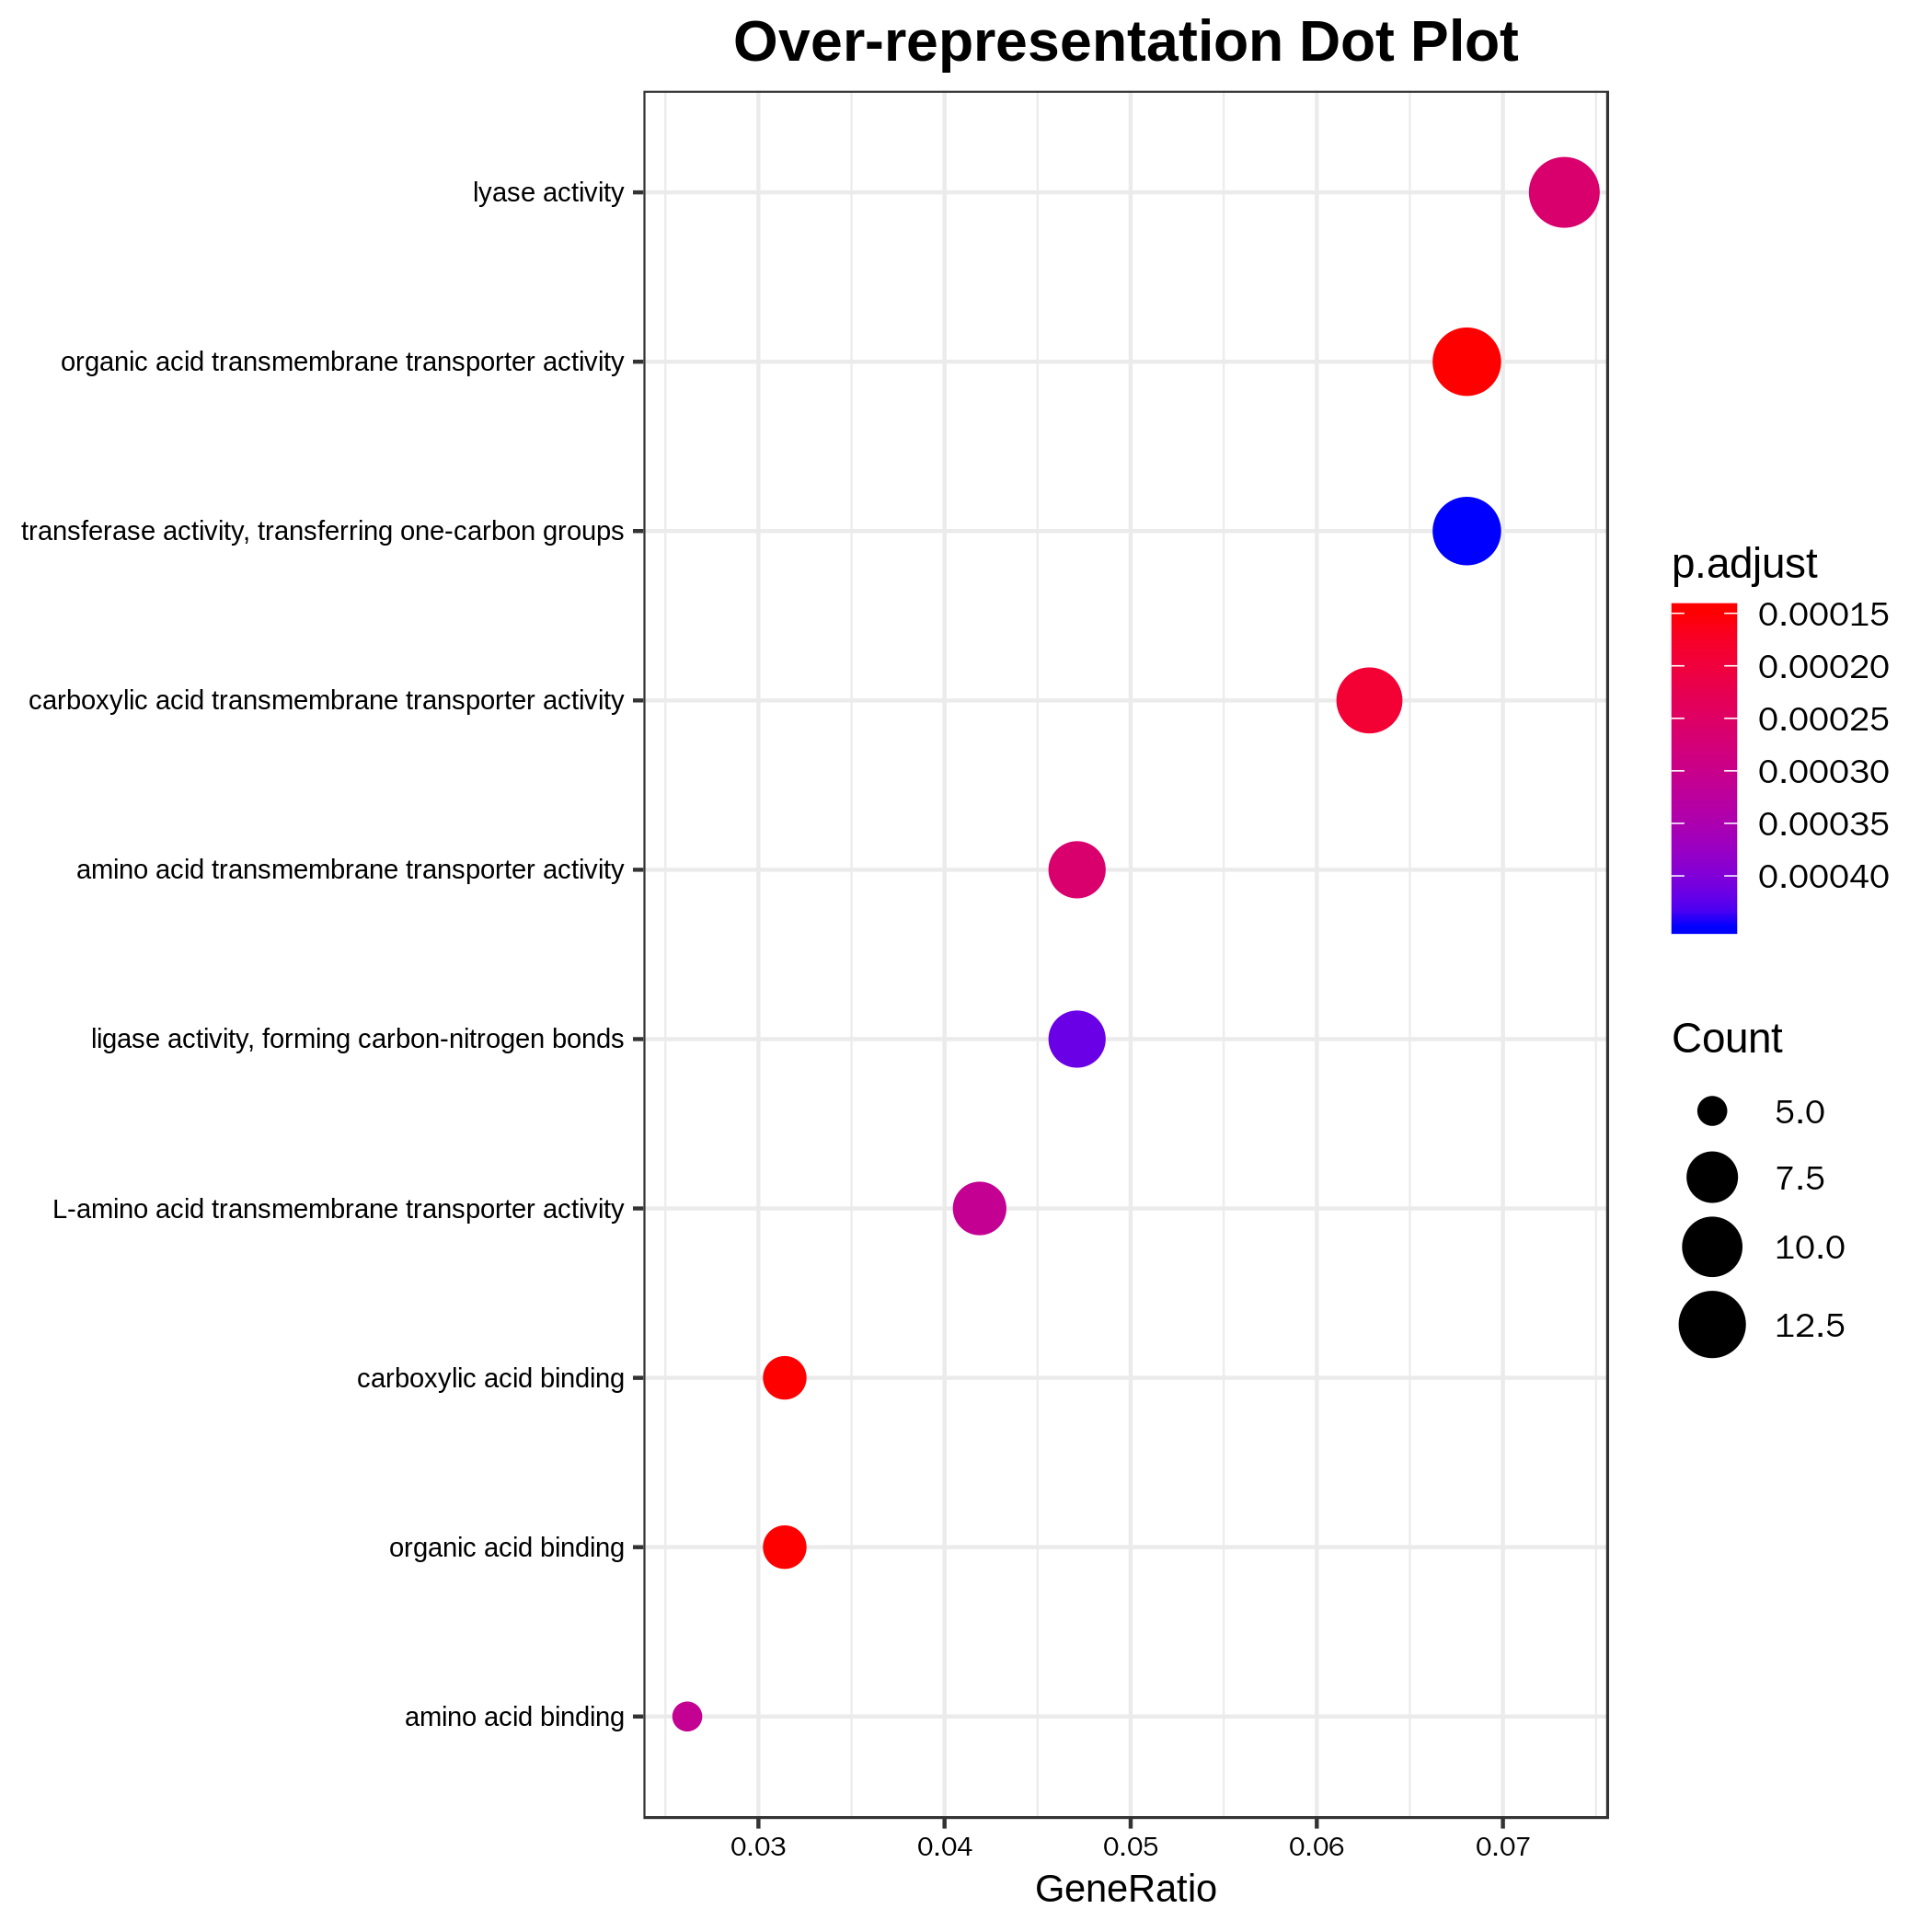 Over-representation Dot Plot
lyase activity
organic acid transmembrane transporter activity
transferase activity, transferring one-carbon groups
carboxylic acid transmembrane transporter activity
amino acid transmembrane transporter activity
ligase activity, forming carbon-nitrogen bonds
L-amino acid transmembrane transporter activity
carboxylic acid binding
organic acid binding
amino acid binding
0.03 0.04 0.05 0.06 0.07
GeneRatio
p.adjust
0.00015
0.00020
0.00025
0.00030
0.00035
0.00040
Count
5.0
7.5
10.0
12.5